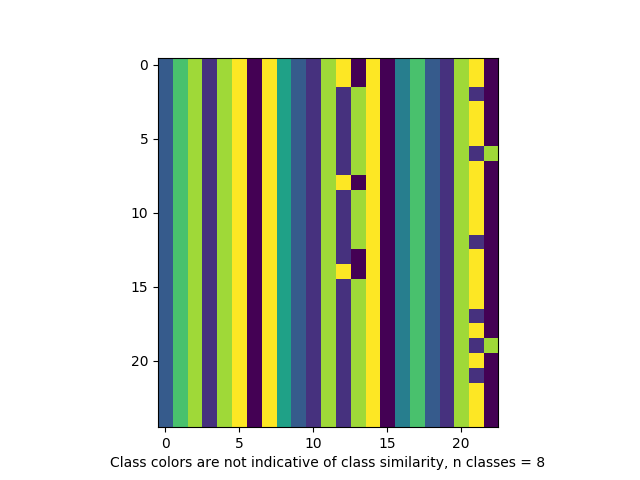 0
5
10
15
20
0 5 10 15 20
Class colors are not indicative of class similarity, n classes = 8